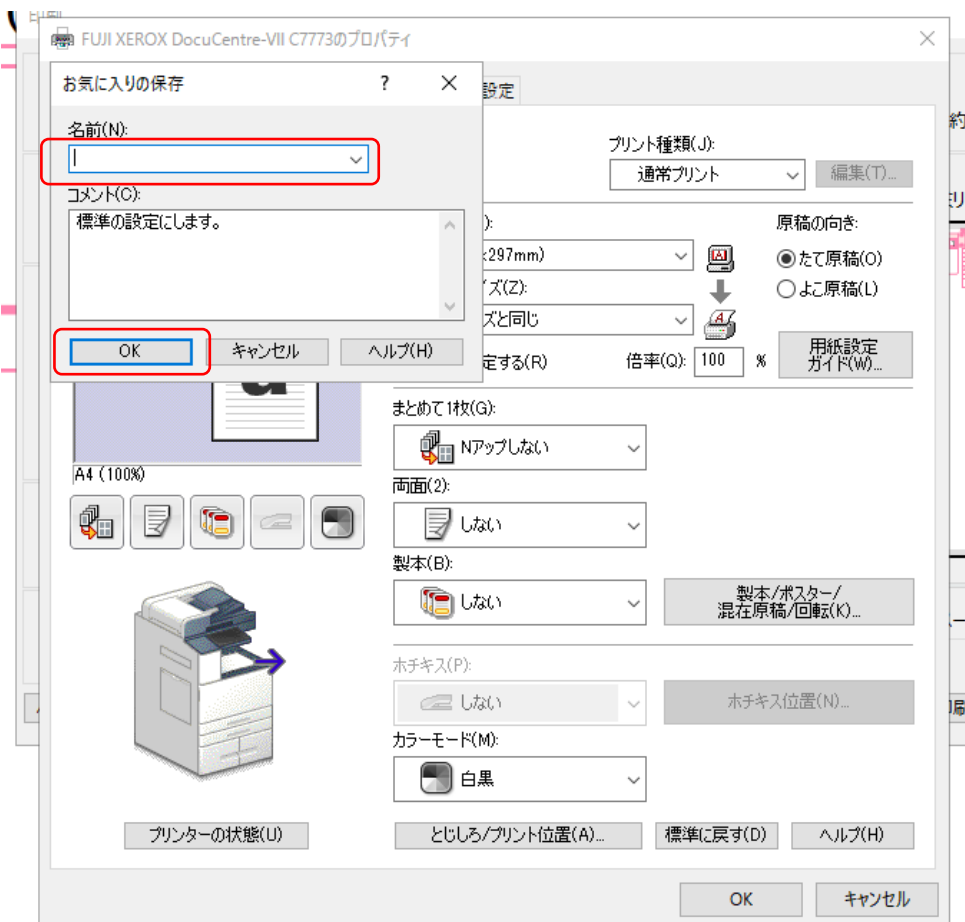 印刷
FUJI XEROX DocuCentre-VII C7773のプロパティ
お気に入りの保存
?
設定
名前(N):
コメント(C):
標準の設定にします。
OK
キャンセル
ヘルプ(H)
プリント種類(J):
通常プリント
編集(T)...
):
297mm)
原稿の向き:
たて原稿(O)
よこ原稿(L)
イズ(Z):
ズと同じ
定する(R)
倍率(Q):
100
%
用紙設定
ガイド(W)...
A4 (100%)
まとめて1枚(G):
Nアップしない
両面(2):
しない
製本(B):
しない
製本/ポスター/
混在原稿/回転(K)...
ホチキス(P):
しない
ホチキス位置(N)...
カラーモード(M):
白黒
プリンターの状態(U)
とじしろ/プリント位置(A)...
標準に戻す(D)
ヘルプ(H)
OK
キャンセル